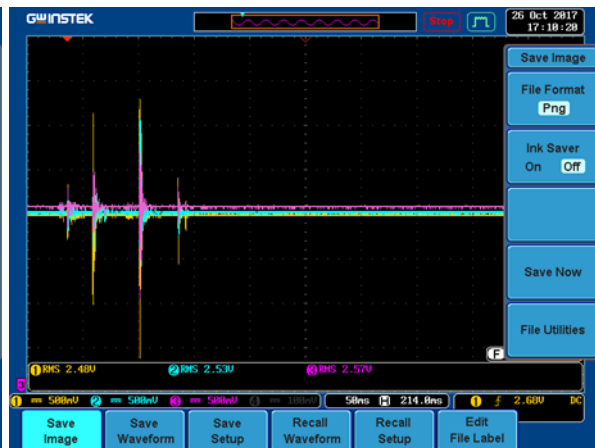 GWINSTEK
Stop
26 Oct 2017
17:10:20
Save Image
File Format
Png
Ink Saver
On Off
Save Now
File Utilities
F
1 RMS 2.48V 2 RMS 2.53V 3 RMS 2.57V
3
1 500mV 2 500mV 3 500mV 4 100mV 50ms H 214.0ms 1 2.68V DC
Save Image
Save Waveform
Save Setup
Recall Waveform
Recall Setup
Edit File Label